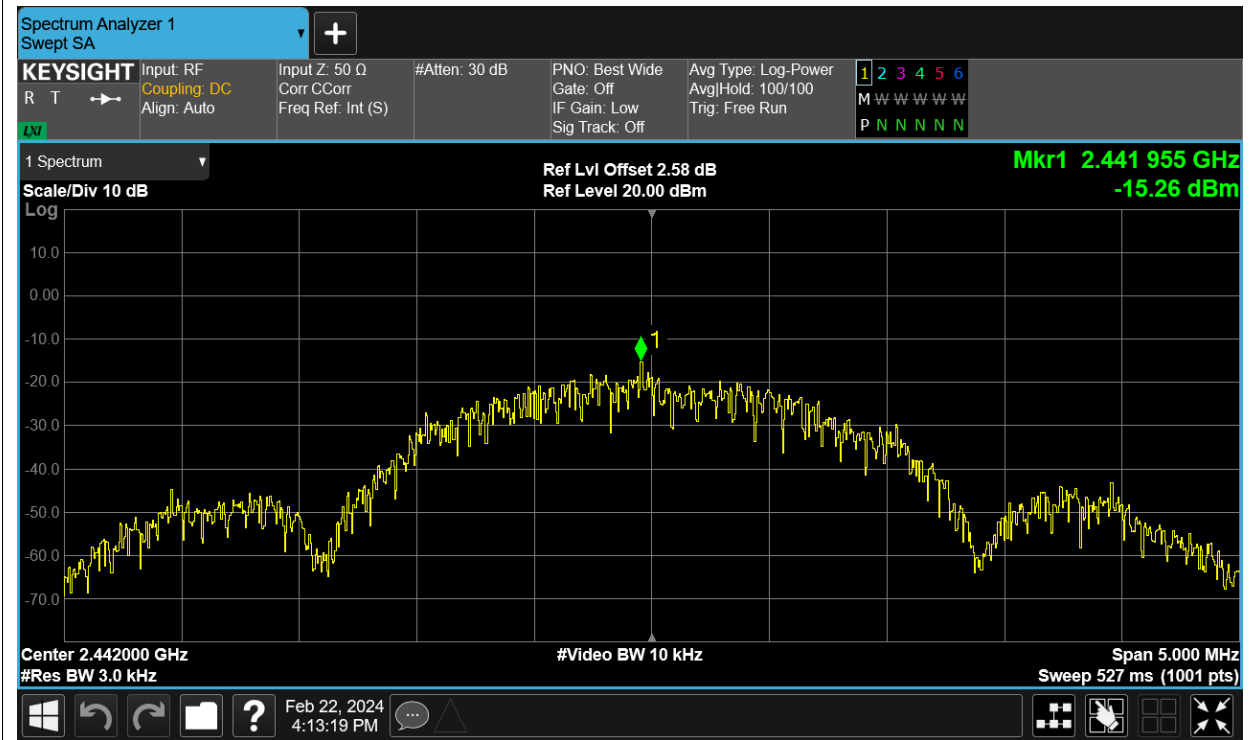 Spectrum Analyzer 1
Swept SA
KEYSIGHT
R T
LXI
Input: RF
Coupling: DC
Align: Auto
Input Z: 50 Ω
Corr CCorr
Freq Ref: Int (S)
#Atten: 30 dB
PNO: Best Wide
Gate: Off
IF Gain: Low
Sig Track: Off
Avg Type: Log-Power
Avg|Hold: 100/100
Trig: Free Run
1 2 3 4 5 6
M W W W W W
P N N N N N
1 Spectrum
Scale/Div 10 dB
Log
Ref Lvl Offset 2.58 dB
Ref Level 20.00 dBm
Mkr1 2.441 955 GHz
-15.26 dBm
10.0
0.00
-10.0
-20.0
-30.0
-40.0
-50.0
-60.0
-70.0
1
Center 2.442000 GHz
#Res BW 3.0 kHz
#Video BW 10 kHz
Span 5.000 MHz
Sweep 527 ms (1001 pts)
?
Feb 22, 2024
4:13:19 PM